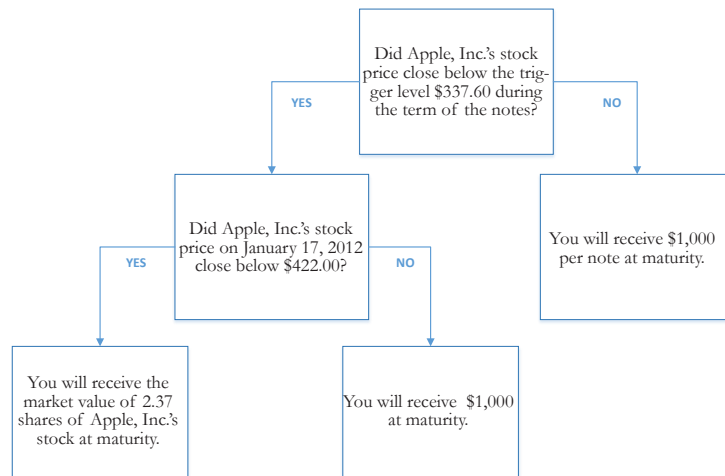 Did Apple, Inc.'s stock
price close below the trig-
ger level $337.60 during
the term of the notes?
YES
NO
Did Apple, Inc.'s stock
price on January 17, 2012
close below $422.00?
You will receive $1,000
per note at maturity.
YES
NO
You will receive the
market value of 2.37
shares of Apple, Inc.'s
stock at maturity.
You will receive $1,000
at maturity.